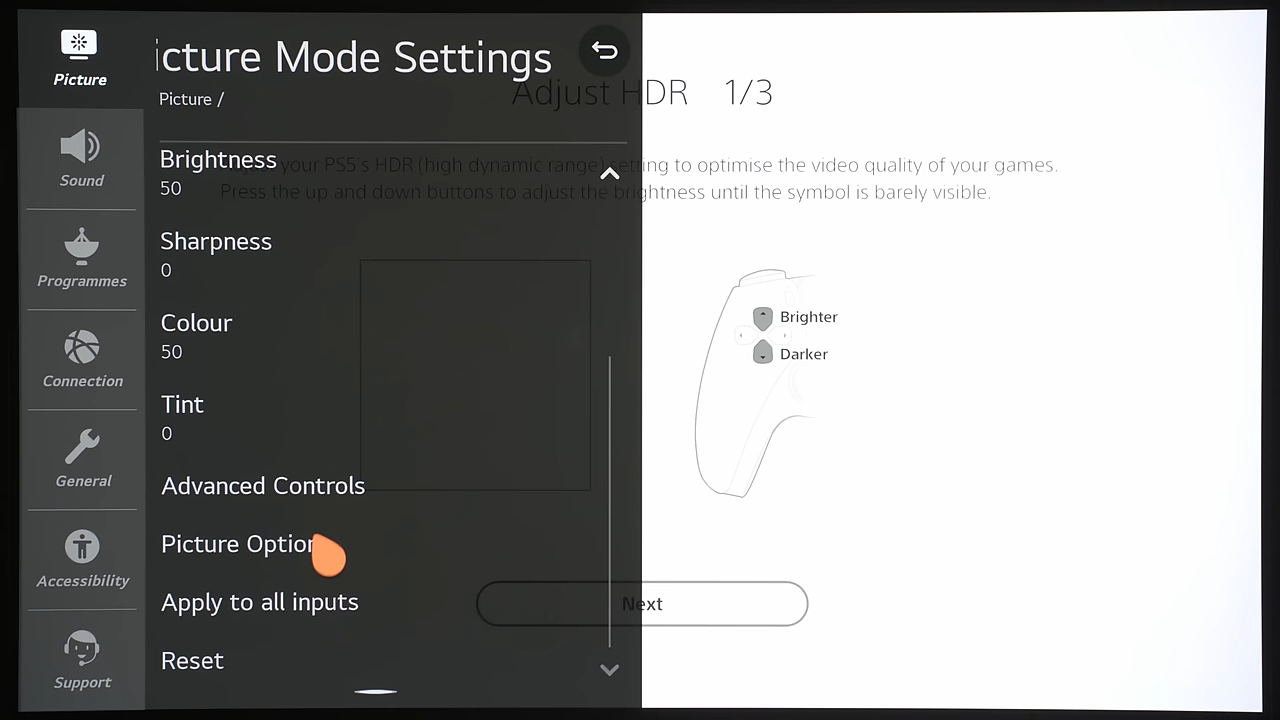 Picture
Sound
Programmes
Connection
General
Accessibility
Support
icture Mode Settings
Picture /
Brightness
50
Sharpness
0
Colour
50
Tint
0
Advanced Controls
Picture Option
Apply to all inputs
Reset
Adjust HDR 1/3
your PS5's HDR (high dynamic range) setting to optimise the video quality of your games.
Press the up and down buttons to adjust the brightness until the symbol is barely visible.
Brighter
Darker
Next